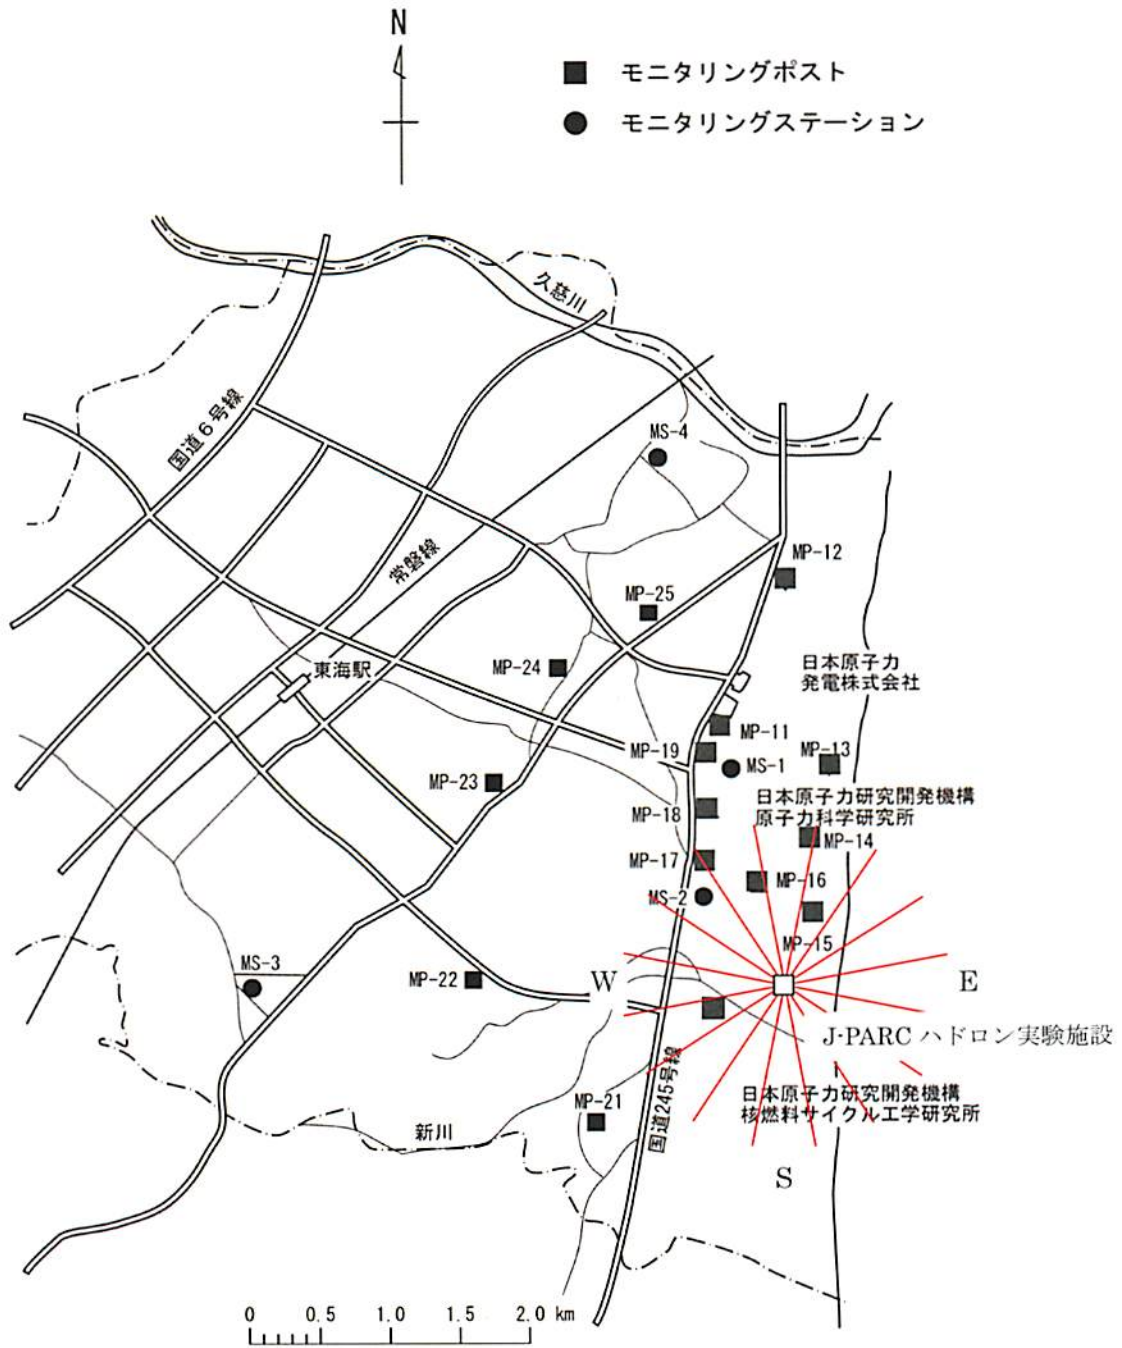 N
モニタリングポスト
モニタリングステーション
久慈川
国道6号線
MS-4
常磐線
MP-12
MP-25
東海駅
MP-24
日本原子力
発電株式会社
MP-11
MP-19
MS-1
MP-13
MP-23
日本原子力研究開発機構
原子力科学研究所
MP-18
MP-14
MP-17
MP-16
MS-2
MP-15
MS-3
MP-22
W
E
J-PARC ハドロン実験施設
国道245号線
日本原子力研究開発機構
核燃料サイクル工学研究所
MP-21
新川
S
0 0.5 1.0 1.5 2.0 km